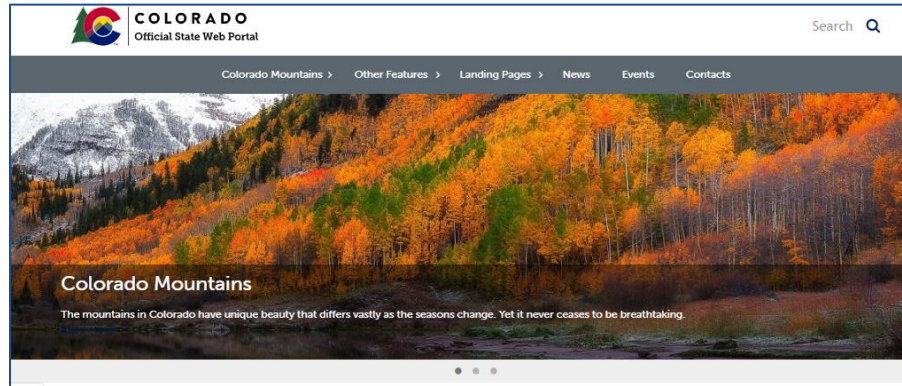 COLORADO
Official State Web Portal
Search
Colorado Mountains > Other Features > Landing Pages > News Events Contacts
Colorado Mountains
The mountains in Colorado have unique beauty that differs vastly as the seasons change. Yet it never ceases to be breathtaking.